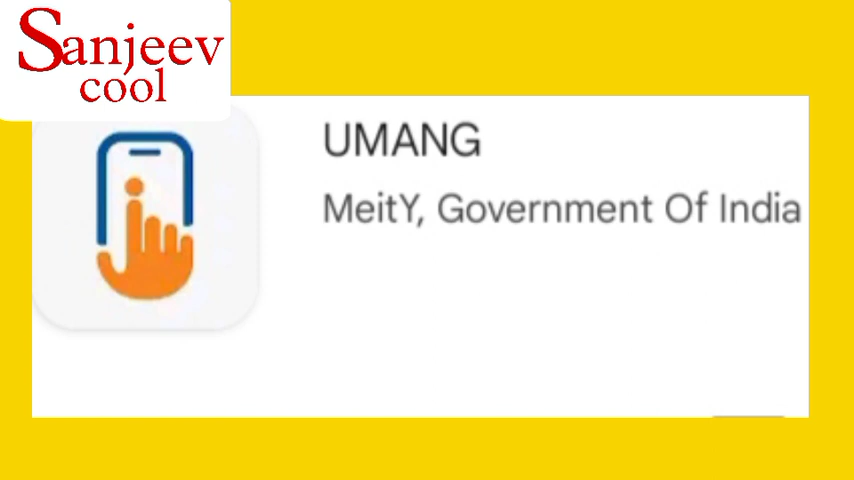 Sanjeev
cool
UMANG
MeitY, Government Of India